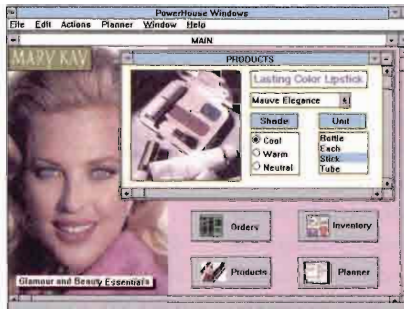 PowerHouse Windows
File Edit Actions Planner Window Help
MAIN
MARY KAY
PRODUCTS
Lasting Color Lipstick
Mauve Elegance
Shade Unit
Cool
Warm
Neutral
Bottle
Each
Stick
Tube
Orders
Inventory
Products
Planner
Glamour and Beauty Essentials